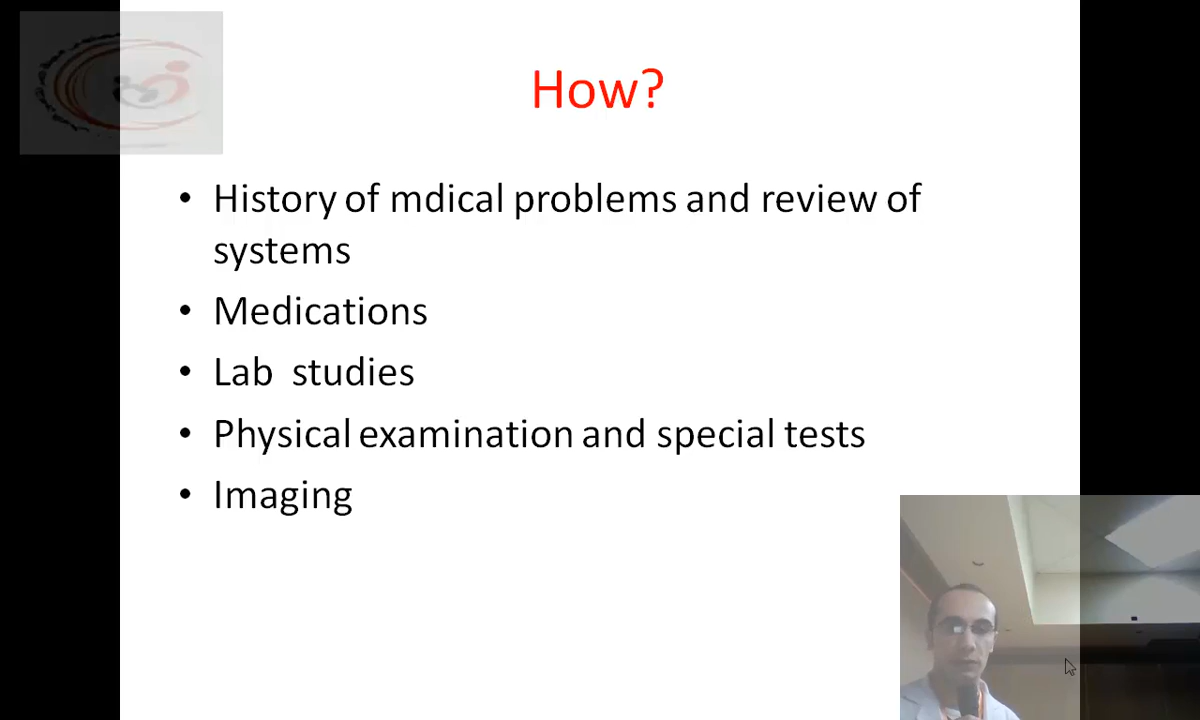 How?
• History of mdical problems and review of
systems
• Medications
• Lab  studies
• Physical examination and special tests
• Imaging